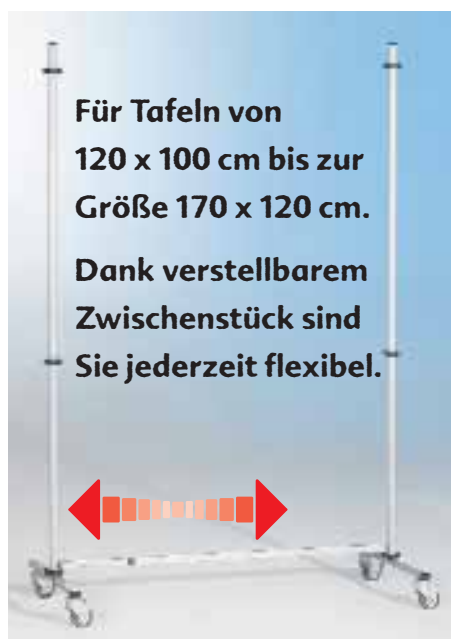 Für Tafeln von
120 x 100 cm bis zur
Größe 170 x 120 cm.
Dank verstellbarem
Zwischenstück sind
Sie jederzeit flexibel.